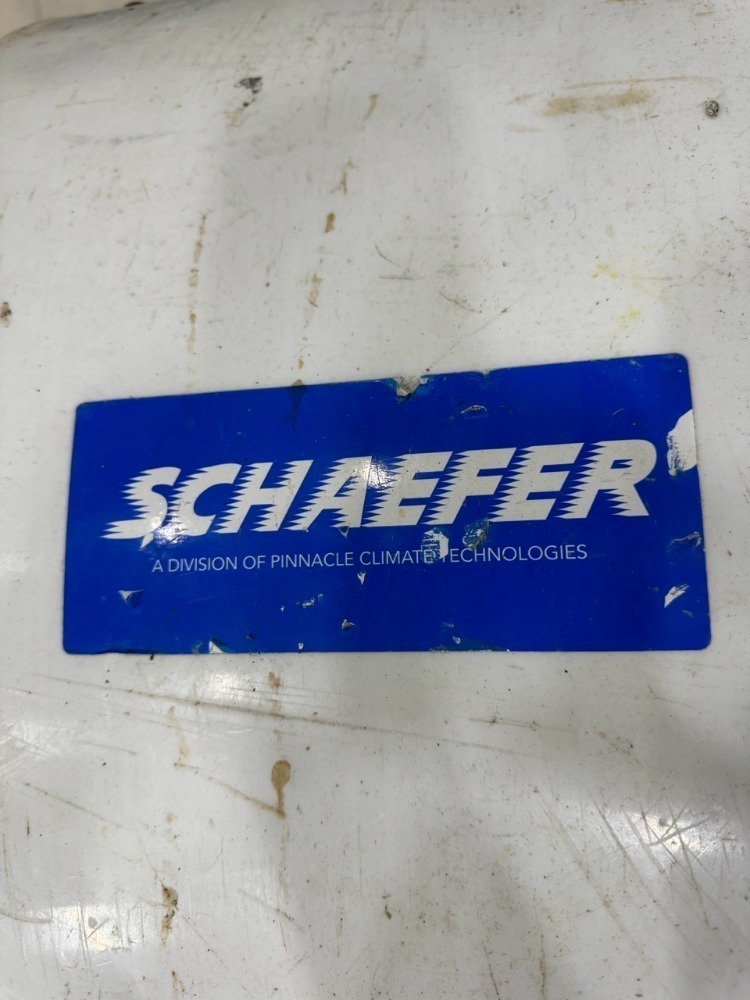 SCHAEFER
A DIVISION OF PINNACLE CLIMATE TECHNOLOGIES